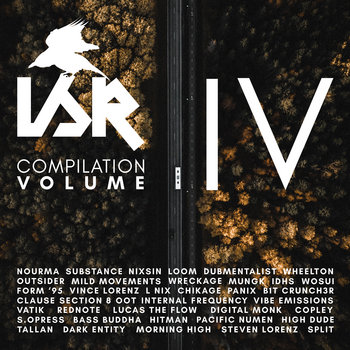 IV
COMPILATION
VOLUME
NOURMA SUBSTANCE NIXSIN LOOM DUBMENTALIST WHEELTON
OUTSIDER MILD MOVEMENTS WRECKAGE MUNGK IDHS WOSUI
FORM '95 VINCE LORENZ L NIX CHIKAGE PANIX BIT CRUNCH3R
CLAUSE SECTION 8 OOT INTERNAL FREQUENCY VIBE EMISSIONS
VATIK REDNOTE LUCAS THE FLOW DIGITAL MONK COPLEY
S.OPRESS BASS BUDDHA HITMAN PACIFIC NUMEN HIGH DUDE
TALLAN DARK ENTITY MORNING HIGH STEVEN LORENZ SPLIT